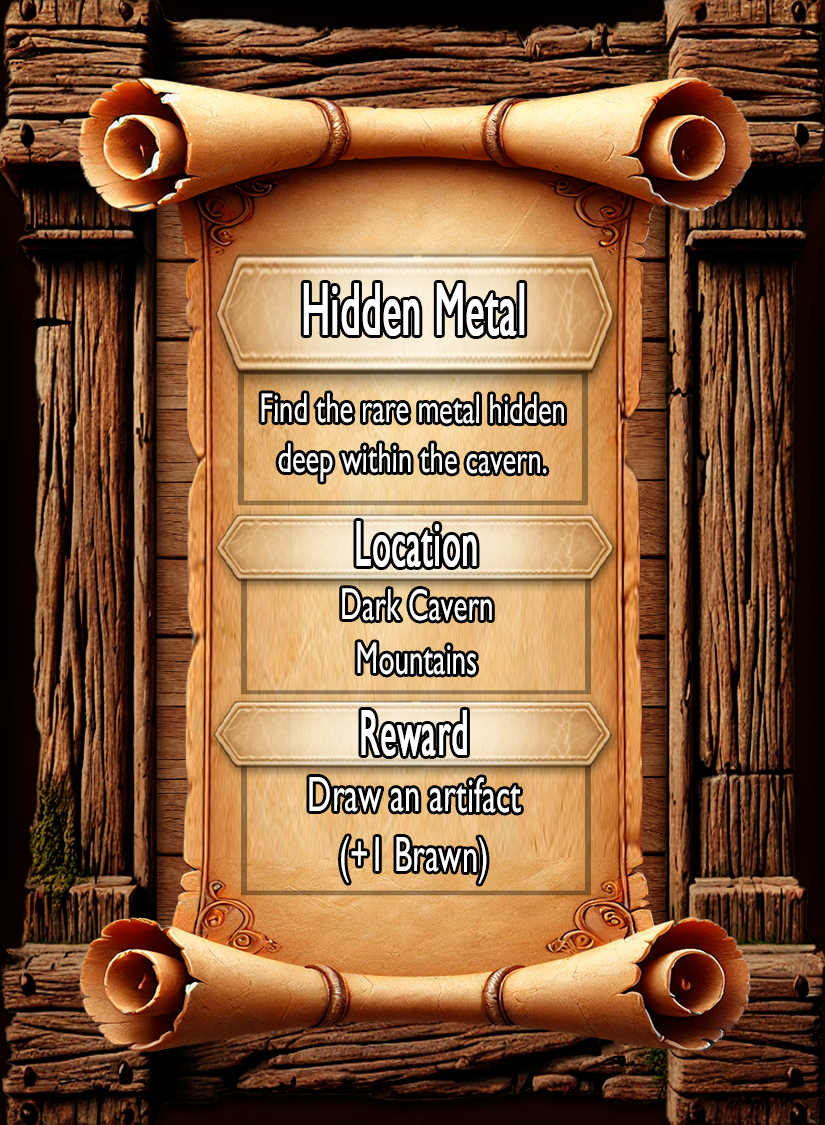 Hidden Metal
Find the rare metal hidden
deep within the cavern.
Location
Dark Cavern
Mountains
Reward
Draw an artifact
(+1 Brawn)